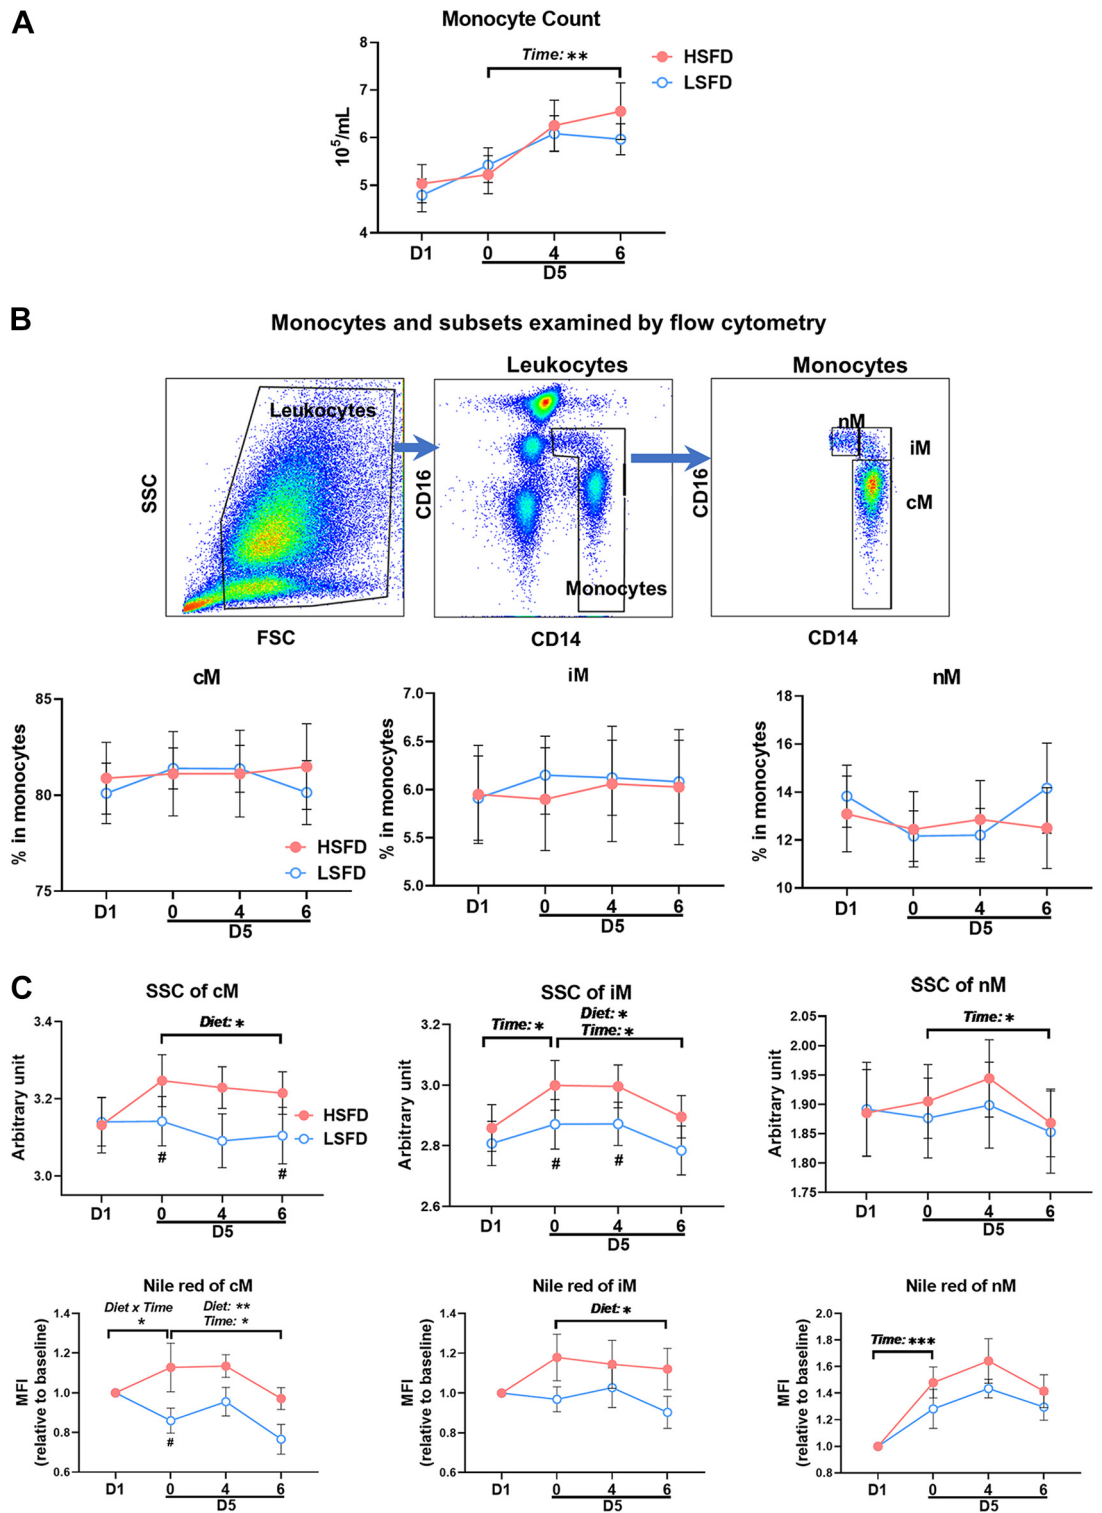 A
Monocyte Count
Time: **
HSFD
LSFD
10⁵/mL
8
7
6
5
4
D1 0 4 6
D5
B
Monocytes and subsets examined by flow cytometry
Leukocytes
Monocytes
Leukocytes
nM
iM
cM
Monocytes
SSC
CD16
CD16
FSC
CD14
CD14
cM
% in monocytes
85
80
75
HSFD
LSFD
D1 0 4 6
D5
iM
% in monocytes
7.0
6.5
6.0
5.5
5.0
D1 0 4 6
D5
nM
% in monocytes
18
16
14
12
10
D1 0 4 6
D5
C
SSC of cM
Diet: *
Arbitrary unit
3.4
3.2
3.0
HSFD
LSFD
# #
D1 0 4 6
D5
SSC of iM
Time: *
Diet: *
Time: *
Arbitrary unit
3.2
3.0
2.8
2.6
# #
D1 0 4 6
D5
SSC of nM
Time: *
Arbitrary unit
2.05
2.00
1.95
1.90
1.85
1.80
1.75
D1 0 4 6
D5
Nile red of cM
Diet x Time
*
Diet: **
Time: *
MFI
(relative to baseline)
1.4
1.2
1.0
0.8
0.6
#
D1 0 4 6
D5
Nile red of iM
Diet: *
MFI
(relative to baseline)
1.4
1.2
1.0
0.8
0.6
D1 0 4 6
D5
Nile red of nM
Time: ***
MFI
(relative to baseline)
2.0
1.8
1.6
1.4
1.2
1.0
0.8
D1 0 4 6
D5